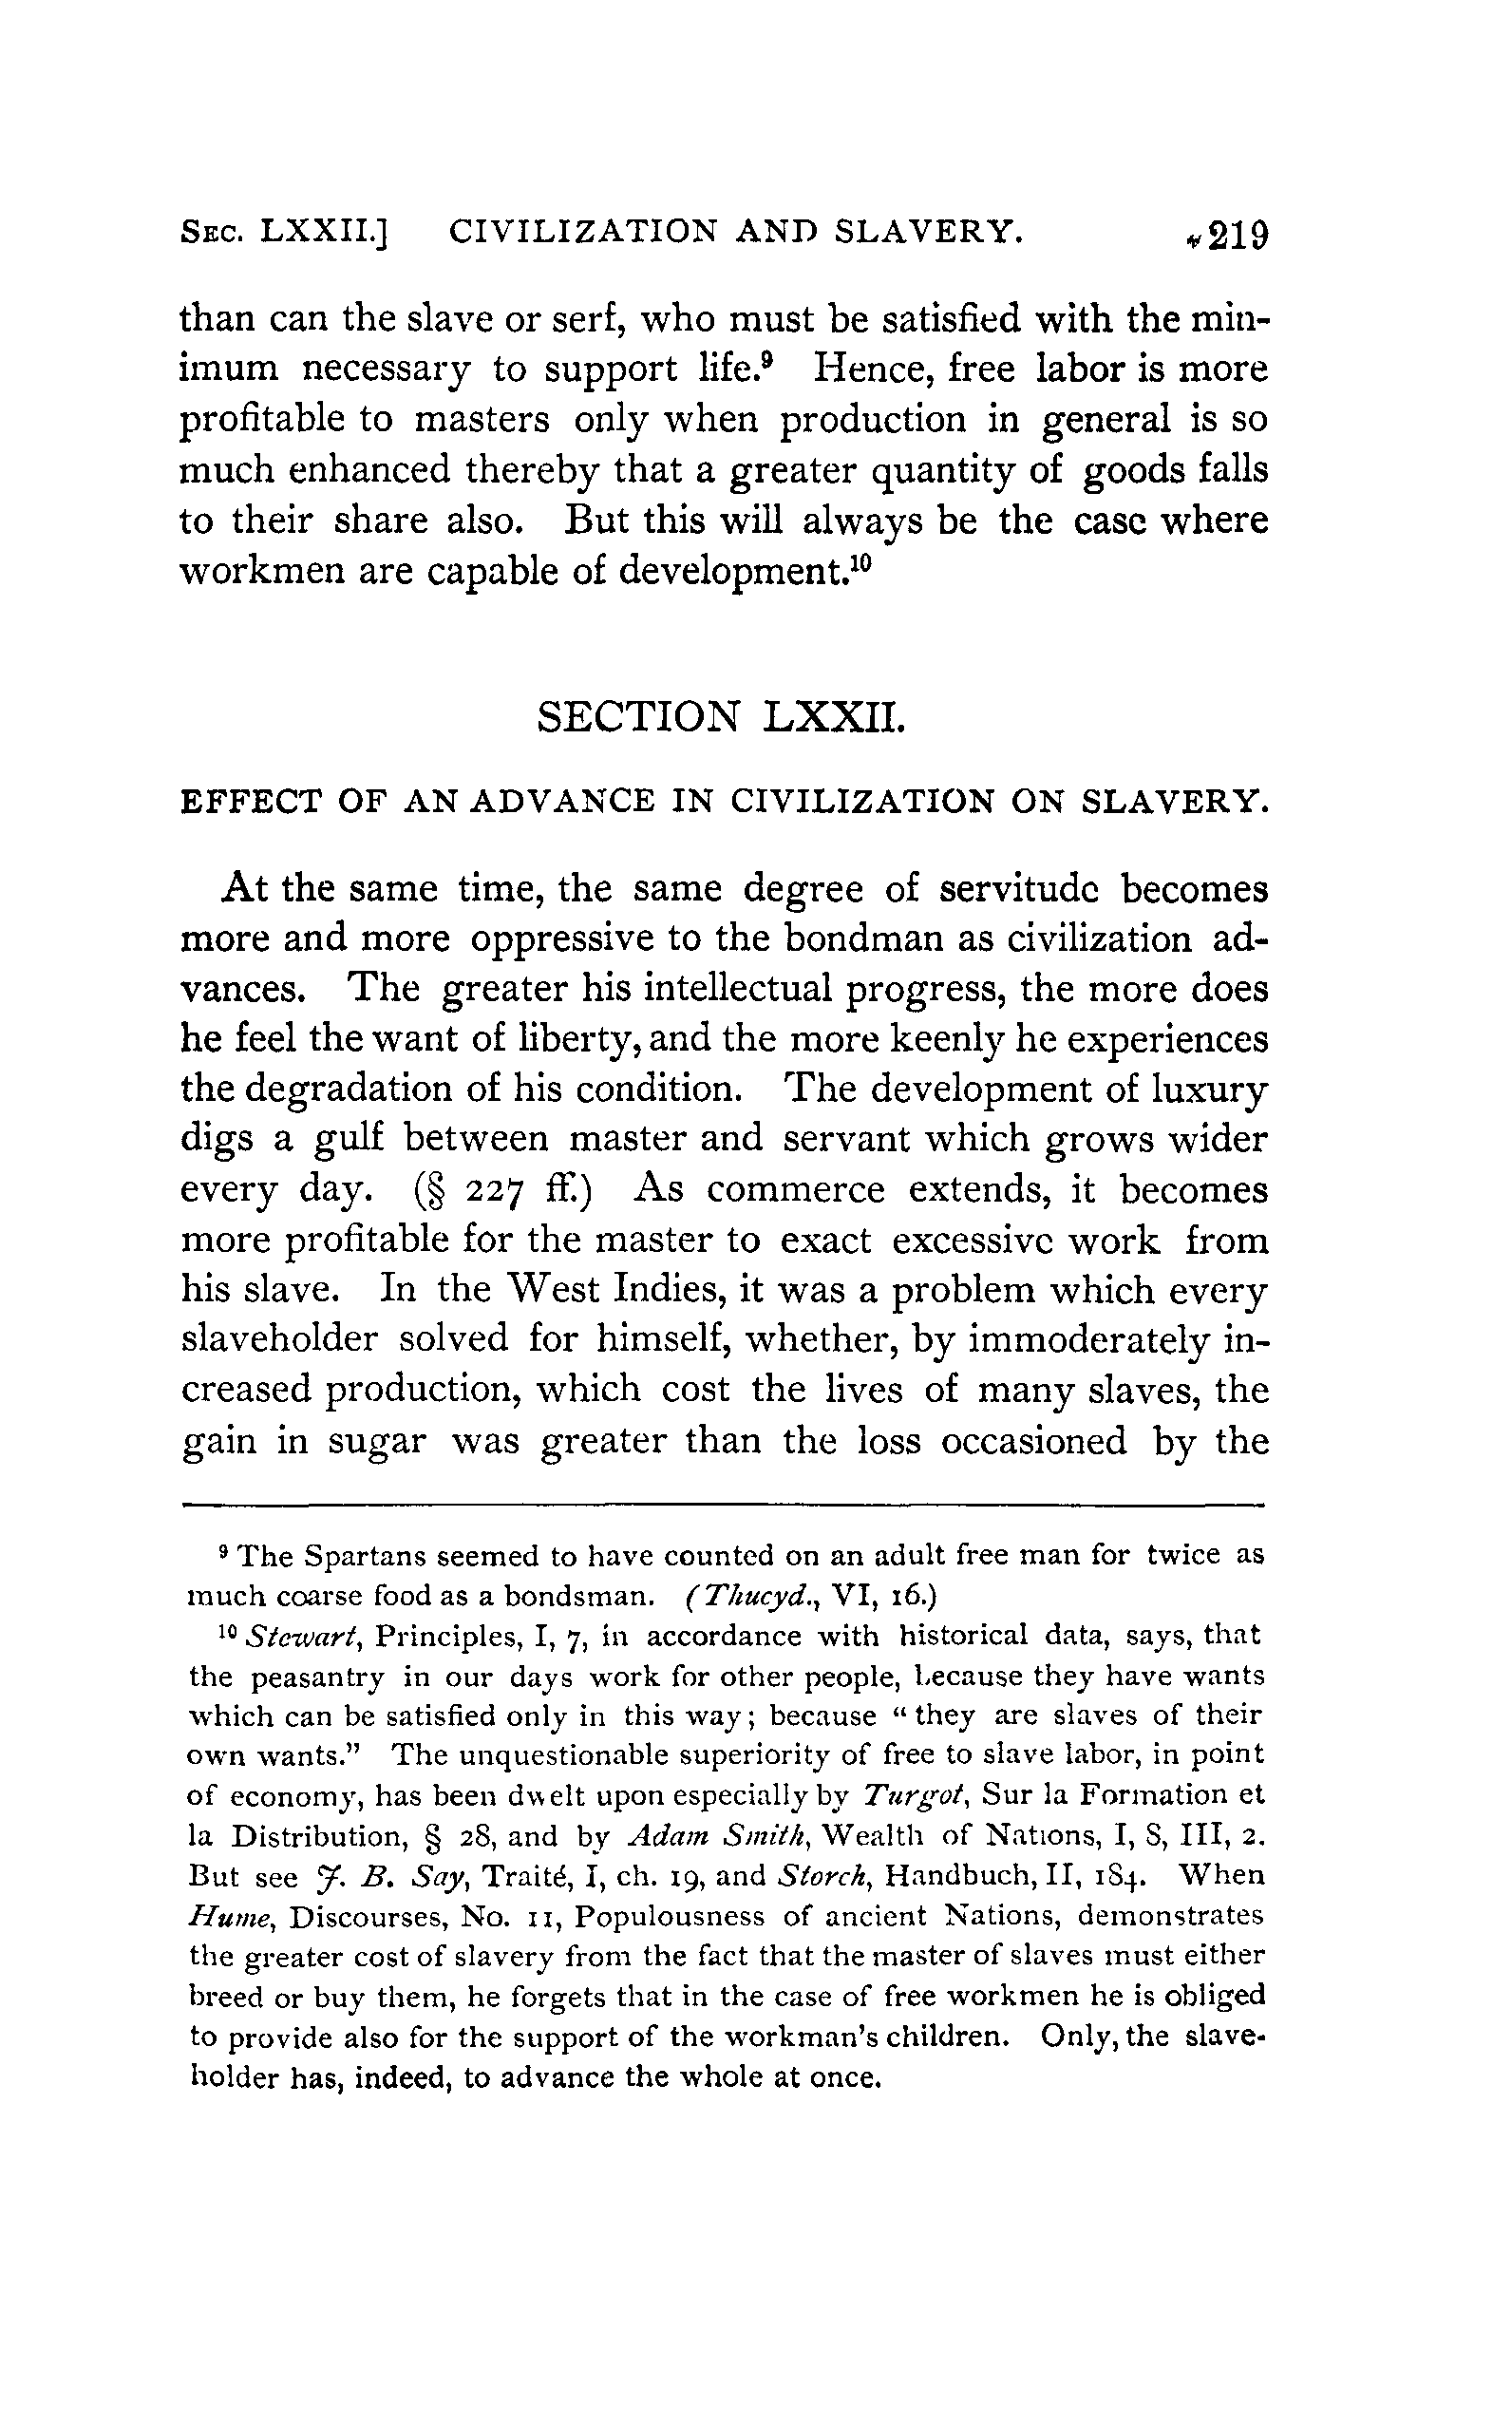 SEC. LXXII.] CIVILIZATION AND SLAVERY. 219
than can the slave or serf, who must be satisfied with the min-
imum necessary to support life.⁹ Hence, free labor is more
profitable to masters only when production in general is so
much enhanced thereby that a greater quantity of goods falls
to their share also. But this will always be the case where
workmen are capable of development.¹⁰
SECTION LXXII.
EFFECT OF AN ADVANCE IN CIVILIZATION ON SLAVERY.
At the same time, the same degree of servitude becomes
more and more oppressive to the bondman as civilization ad-
vances. The greater his intellectual progress, the more does
he feel the want of liberty, and the more keenly he experiences
the degradation of his condition. The development of luxury
digs a gulf between master and servant which grows wider
every day. (§ 227 ff.) As commerce extends, it becomes
more profitable for the master to exact excessive work from
his slave. In the West Indies, it was a problem which every
slaveholder solved for himself, whether, by immoderately in-
creased production, which cost the lives of many slaves, the
gain in sugar was greater than the loss occasioned by the
⁹ The Spartans seemed to have counted on an adult free man for twice as
much coarse food as a bondsman. (Thucyd., VI, 16.)
¹⁰ Stewart, Principles, I, 7, in accordance with historical data, says, that
the peasantry in our days work for other people, because they have wants
which can be satisfied only in this way; because "they are slaves of their
own wants." The unquestionable superiority of free to slave labor, in point
of economy, has been dwelt upon especially by Turgot, Sur la Formation et
la Distribution, § 28, and by Adam Smith, Wealth of Nations, I, 8, III, 2.
But see J. B. Say, Traité, I, ch. 19, and Storch, Handbuch, II, 184. When
Hume, Discourses, No. 11, Populousness of ancient Nations, demonstrates
the greater cost of slavery from the fact that the master of slaves must either
breed or buy them, he forgets that in the case of free workmen he is obliged
to provide also for the support of the workman's children. Only, the slave-
holder has, indeed, to advance the whole at once.